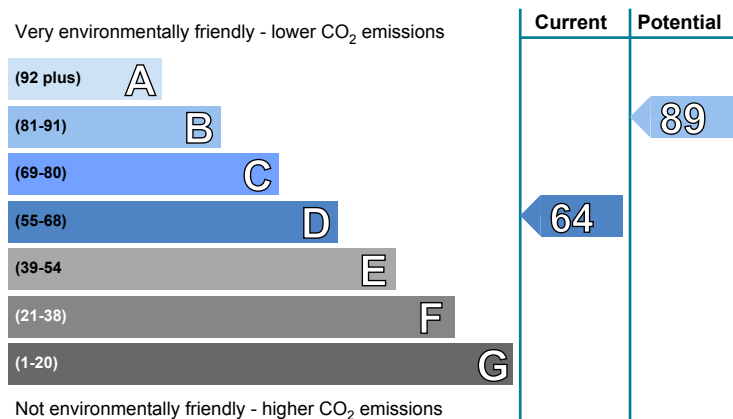 Current Potential
Very environmentally friendly - lower CO2 emissions
(92 plus) A
(81-91) B
89
(69-80) C
(55-68) D
64
(39-54 E
(21-38) F
(1-20) G
Not environmentally friendly - higher CO2 emissions